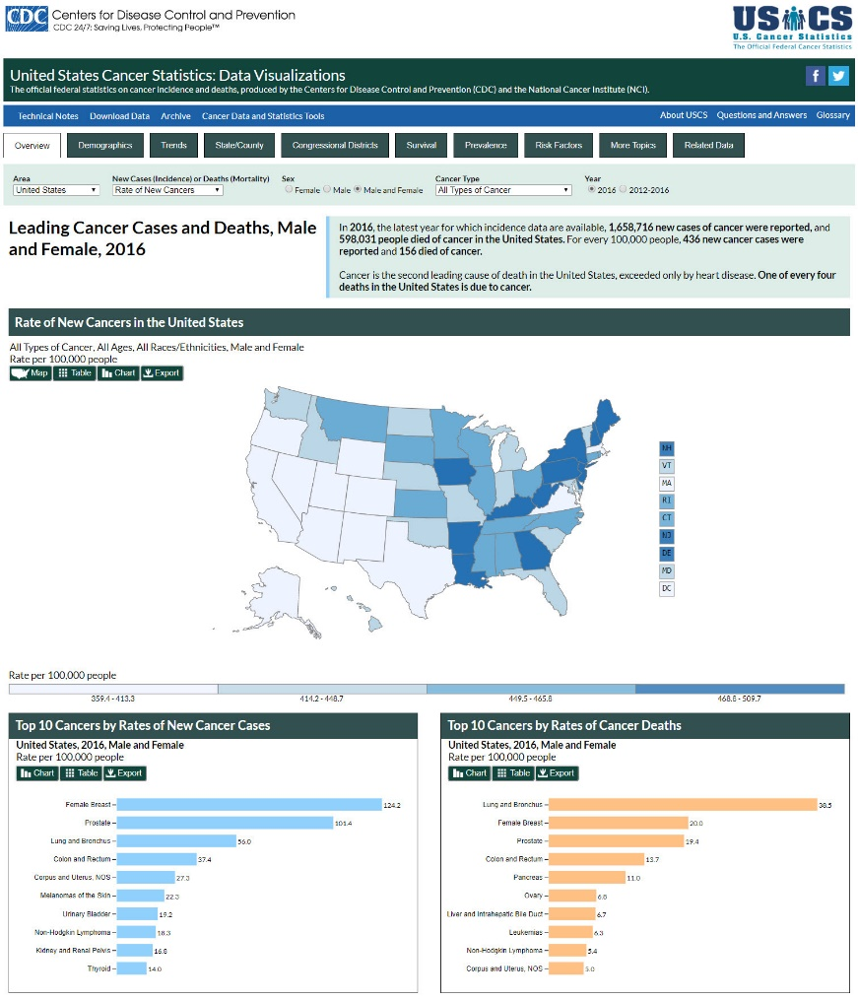 CDC Centers for Disease Control and Prevention
CDC 24/7: Saving Lives, Protecting People™
USCS
U.S. Cancer Statistics
The Official Federal Cancer Statistics
United States Cancer Statistics: Data Visualizations
The official federal statistics on cancer incidence and deaths, produced by the Centers for Disease Control and Prevention (CDC) and the National Cancer Institute (NCI).
Technical Notes Download Data Archive Cancer Data and Statistics Tools About USCS Questions and Answers Glossary
Overview Demographics Trends State/County Congressional Districts Survival Prevalence Risk Factors More Topics Related Data
Area New Cases (Incidence) or Deaths (Mortality) Sex Cancer Type Year
United States Rate of New Cancers Female Male Male and Female All Types of Cancer 2016 2012-2016
Leading Cancer Cases and Deaths, Male
and Female, 2016
In 2016, the latest year for which incidence data are available, 1,658,716 new cases of cancer were reported, and
598,031 people died of cancer in the United States. For every 100,000 people, 436 new cancer cases were
reported and 156 died of cancer.
Cancer is the second leading cause of death in the United States, exceeded only by heart disease. One of every four
deaths in the United States is due to cancer.
Rate of New Cancers in the United States
All Types of Cancer, All Ages, All Races/Ethnicities, Male and Female
Rate per 100,000 people
Map Table Chart Export
NH
VT
MA
RI
CT
NJ
DE
MD
DC
Rate per 100,000 people
359.4 - 413.3 414.2 - 448.7 449.5 - 465.8 468.8 - 509.7
Top 10 Cancers by Rates of New Cancer Cases
United States, 2016, Male and Female
Rate per 100,000 people
Chart Table Export
Female Breast 124.2
Prostate 101.4
Lung and Bronchus 56.0
Colon and Rectum 37.4
Corpus and Uterus, NOS 27.3
Melanomas of the Skin 22.3
Urinary Bladder 19.2
Non-Hodgkin Lymphoma 18.3
Kidney and Renal Pelvis 16.8
Thyroid 14.0
Top 10 Cancers by Rates of Cancer Deaths
United States, 2016, Male and Female
Rate per 100,000 people
Chart Table Export
Lung and Bronchus 38.5
Female Breast 20.0
Prostate 19.4
Colon and Rectum 13.7
Pancreas 11.0
Ovary 6.8
Liver and Intrahepatic Bile Duct 6.7
Leukemias 6.3
Non-Hodgkin Lymphoma 5.4
Corpus and Uterus, NOS 5.0